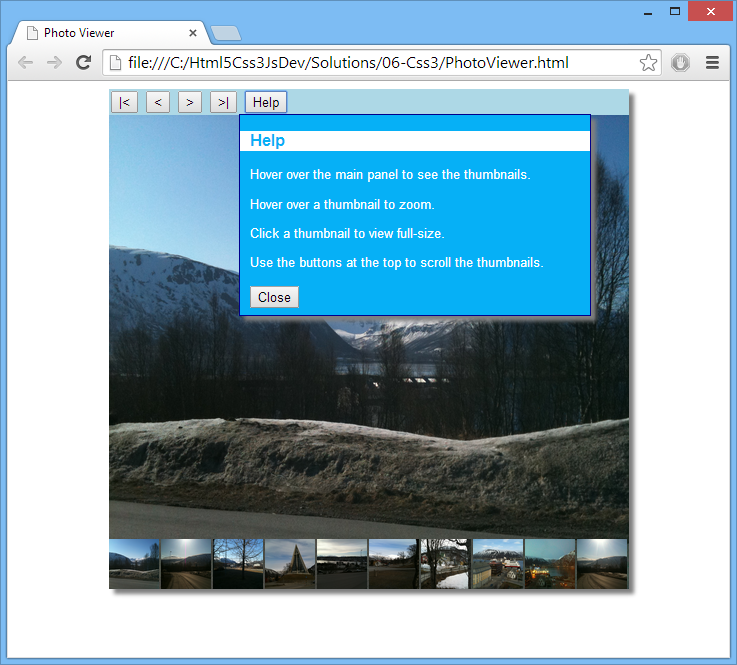 Photo Viewer
file:///C:/Html5Css3JsDev/Solutions/06-Css3/PhotoViewer.html
|< < > >| Help
Help
Hover over the main panel to see the thumbnails.
Hover over a thumbnail to zoom.
Click a thumbnail to view full-size.
Use the buttons at the top to scroll the thumbnails.
Close